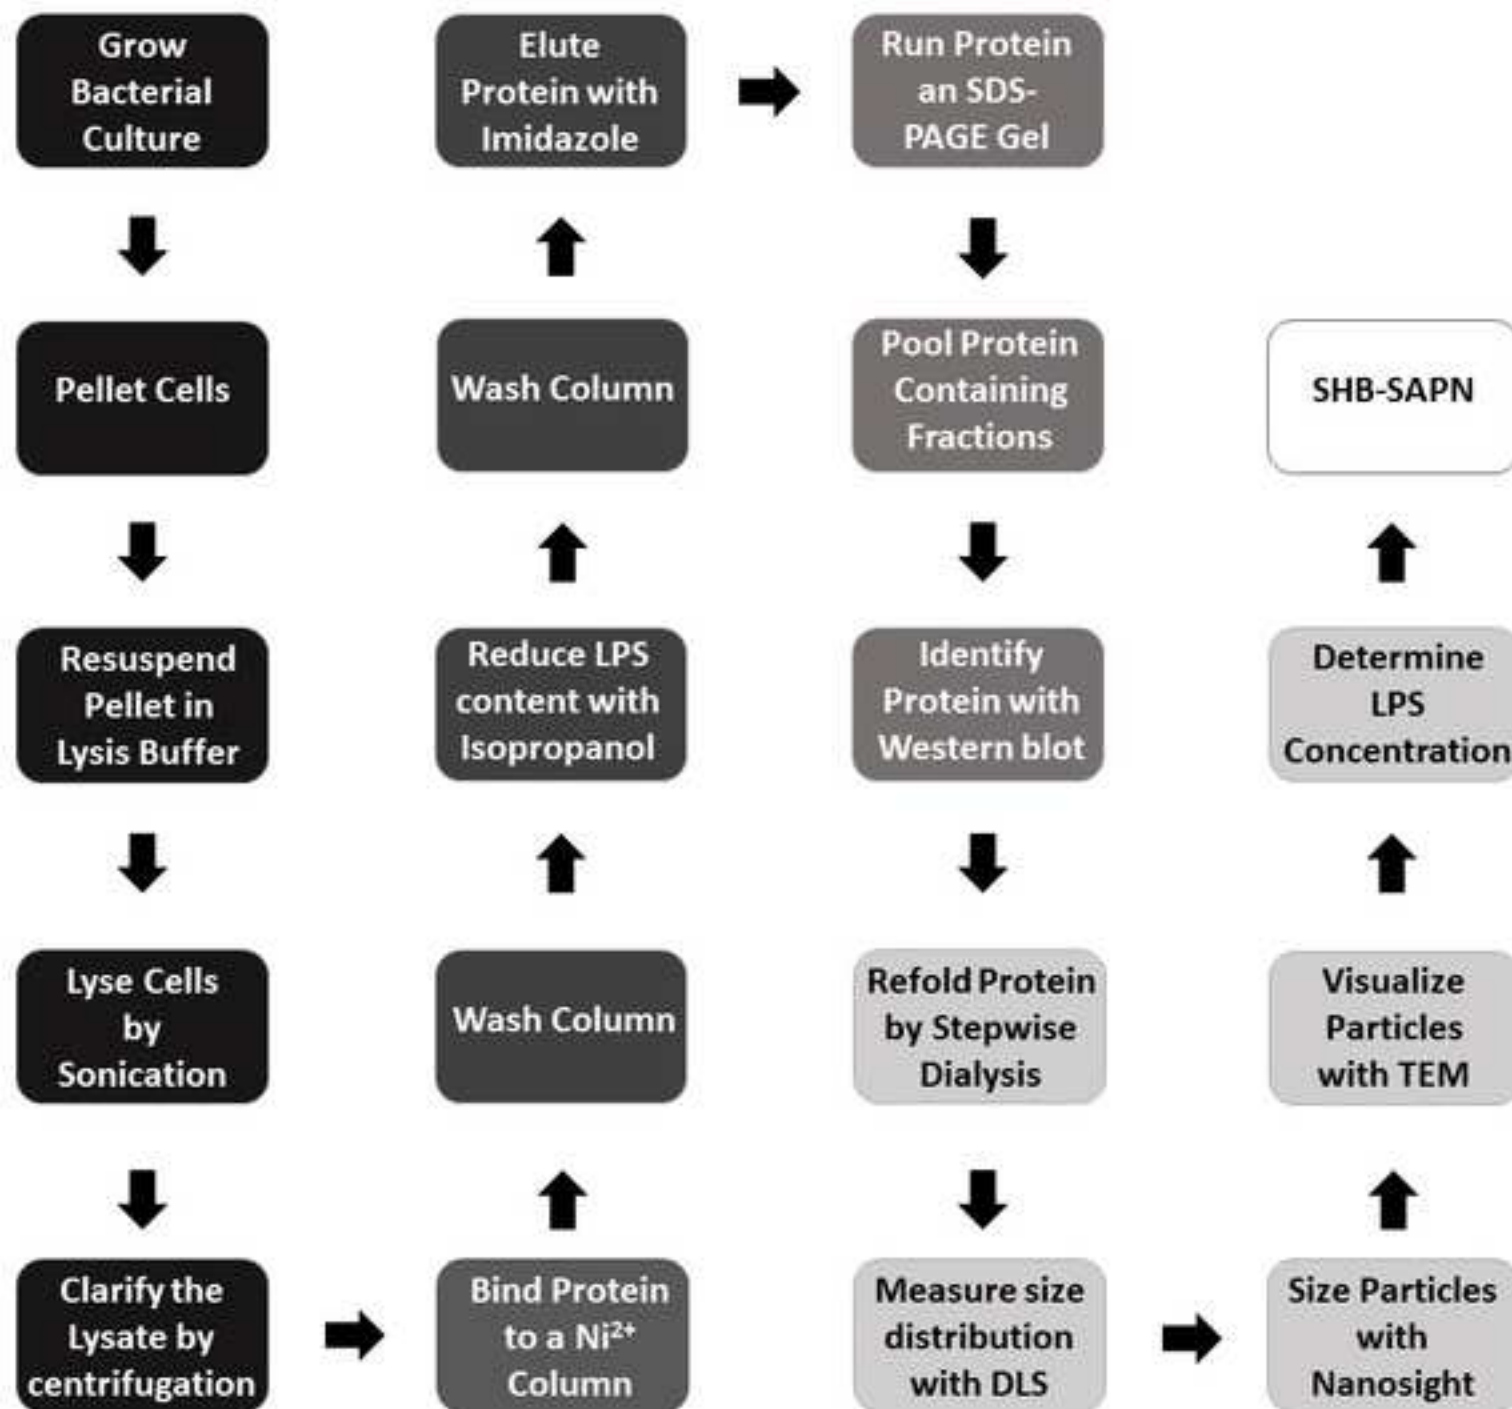 Grow
Bacterial
Culture
Pellet Cells
Resuspend
Pellet in
Lysis Buffer
Lyse Cells
by
Sonication
Clarify the
Lysate by
centrifugation
Bind Protein
to a Ni²⁺
Column
Wash Column
Reduce LPS
content with
Isopropanol
Wash Column
Elute
Protein with
Imidazole
Run Protein
an SDS-
PAGE Gel
Pool Protein
Containing
Fractions
Identify
Protein with
Western blot
Refold Protein
by Stepwise
Dialysis
Measure size
distribution
with DLS
Size Particles
with
Nanosight
Visualize
Particles
with TEM
Determine
LPS
Concentration
SHB-SAPN